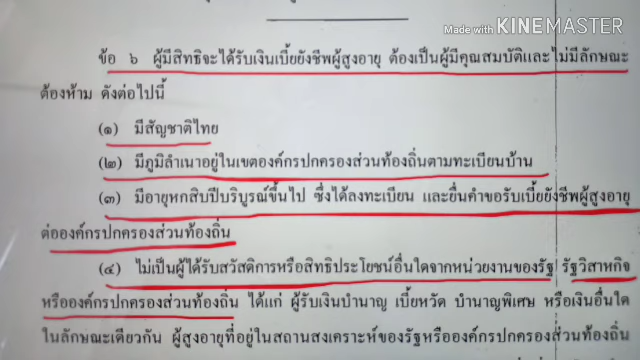 Made with KINEMASTER
ข้อ ๖ ผู้มีสิทธิจะได้รับเงินเบี้ยยังชีพผู้สูงอายุ ต้องเป็นผู้มีคุณสมบัติและไม่มีลักษณะ
ต้องห้าม ดังต่อไปนี้
(๑) มีสัญชาติไทย
(๒) มีภูมิลำเนาอยู่ในเขตองค์กรปกครองส่วนท้องถิ่นตามทะเบียนบ้าน
(๓) มีอายุหกสิบปีบริบูรณ์ขึ้นไป ซึ่งได้ลงทะเบียน และยื่นคำขอรับเบี้ยยังชีพผู้สูงอายุ
ต่อองค์กรปกครองส่วนท้องถิ่น
(๔) ไม่เป็นผู้ได้รับสวัสดิการหรือสิทธิประโยชน์อื่นใดจากหน่วยงานของรัฐ รัฐวิสาหกิจ
หรือองค์กรปกครองส่วนท้องถิ่น ได้แก่ ผู้รับเงินบำนาญ เบี้ยหวัด บำนาญพิเศษ หรือเงินอื่นใด
ในลักษณะเดียวกัน ผู้สูงอายุที่อยู่ในสถานสงเคราะห์ของรัฐหรือองค์กรปกครองส่วนท้องถิ่น